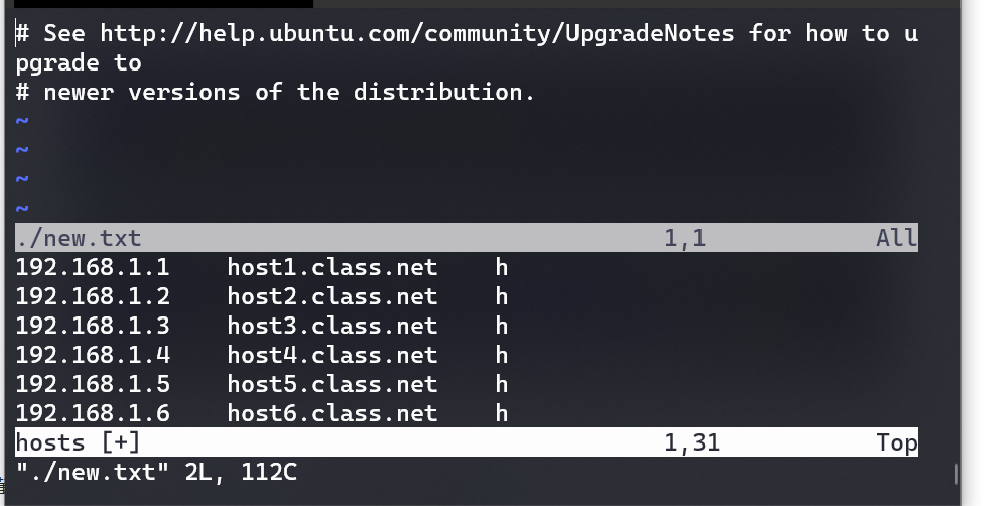 # See http://help.ubuntu.com/community/UpgradeNotes for how to u
pgrade to
# newer versions of the distribution.
~
~
~
~
./new.txt 1,1 All
192.168.1.1 host1.class.net h
192.168.1.2 host2.class.net h
192.168.1.3 host3.class.net h
192.168.1.4 host4.class.net h
192.168.1.5 host5.class.net h
192.168.1.6 host6.class.net h
hosts [+] 1,31 Top
"./new.txt" 2L, 112C